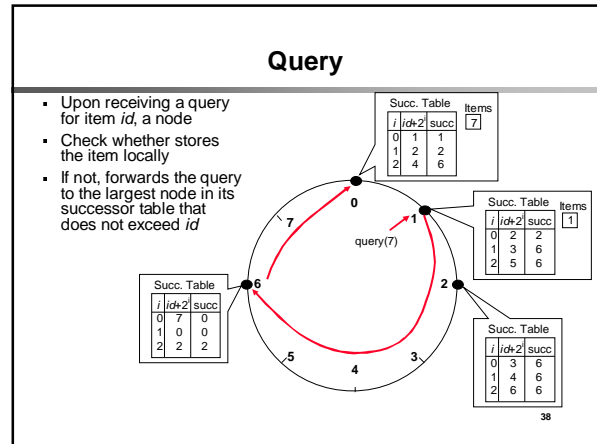 Query
Upon receiving a query
for item id, a node
Check whether stores
the item locally
If not, forwards the query
to the largest node in its
successor table that
does not exceed id
Succ. Table
i id+2^i succ
0 1 1
1 2 2
2 4 6
Items
7
Succ. Table
i id+2^i succ
0 2 2
1 3 6
2 5 6
Items
1
0
1
2
3
4
5
6
7
query(7)
Succ. Table
i id+2^i succ
0 7 0
1 0 0
2 2 2
Succ. Table
i id+2^i succ
0 3 6
1 4 6
2 6 6
38